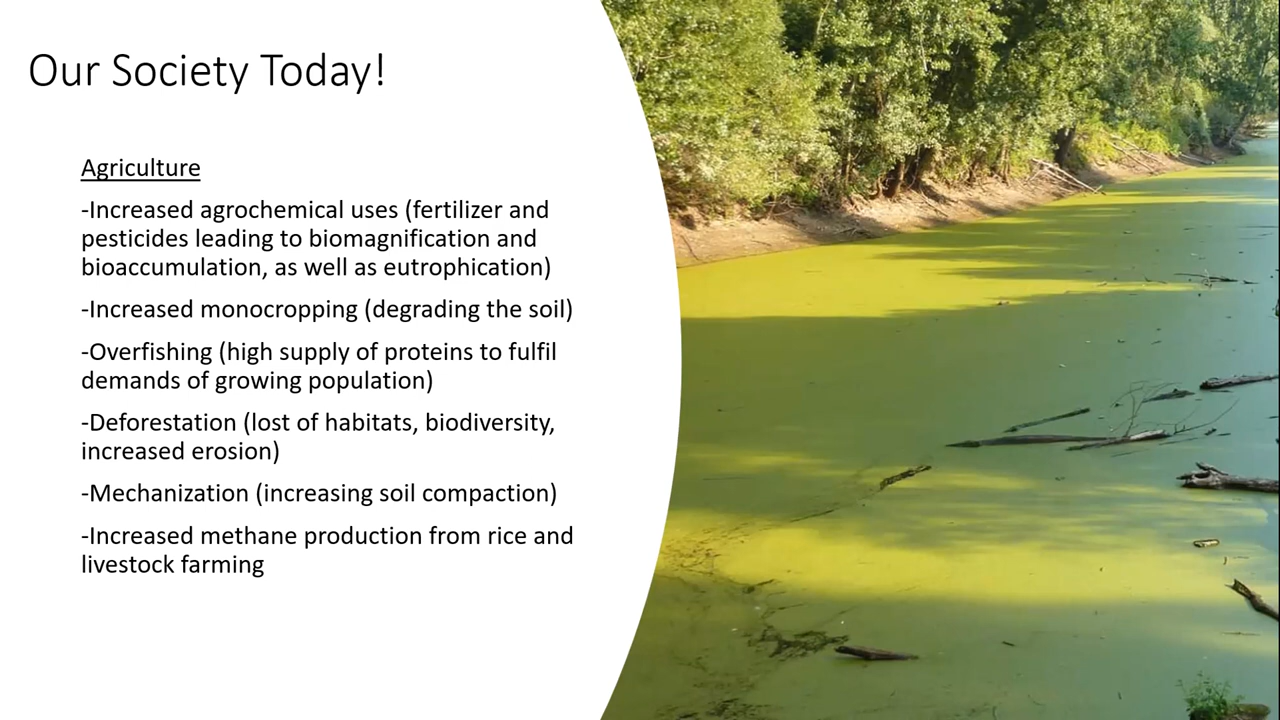 Our Society Today!
Agriculture
-Increased agrochemical uses (fertilizer and
pesticides leading to biomagnification and
bioaccumulation, as well as eutrophication)
-Increased monocropping (degrading the soil)
-Overfishing (high supply of proteins to fulfil
demands of growing population)
-Deforestation (lost of habitats, biodiversity,
increased erosion)
-Mechanization (increasing soil compaction)
-Increased methane production from rice and
livestock farming